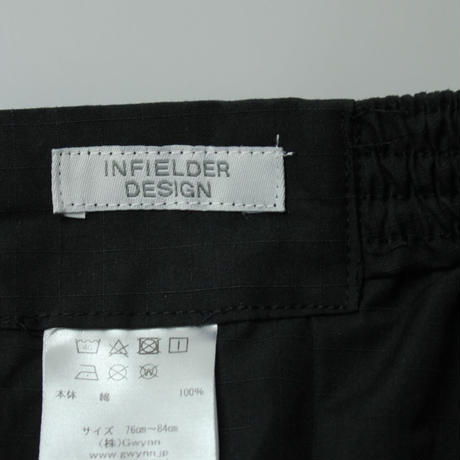 INFIELDER
DESIGN
本体 綿 100%
サイズ 76㎝〜84㎝
(株)Gwynn
www.gwynn.jp